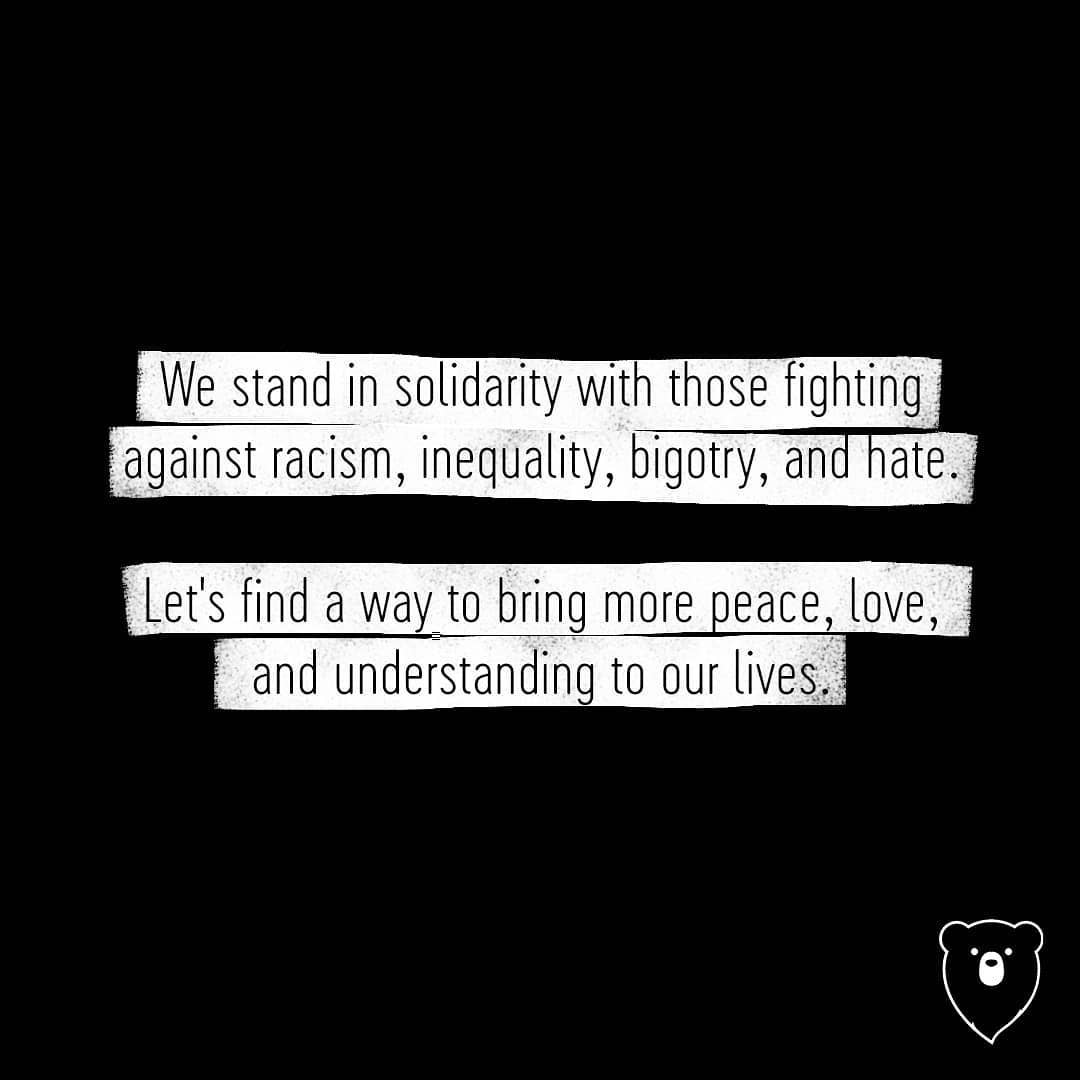 We stand in solidarity with those fighting
against racism, inequality, bigotry, and hate.
Let's find a way to bring more peace, love,
and understanding to our lives.